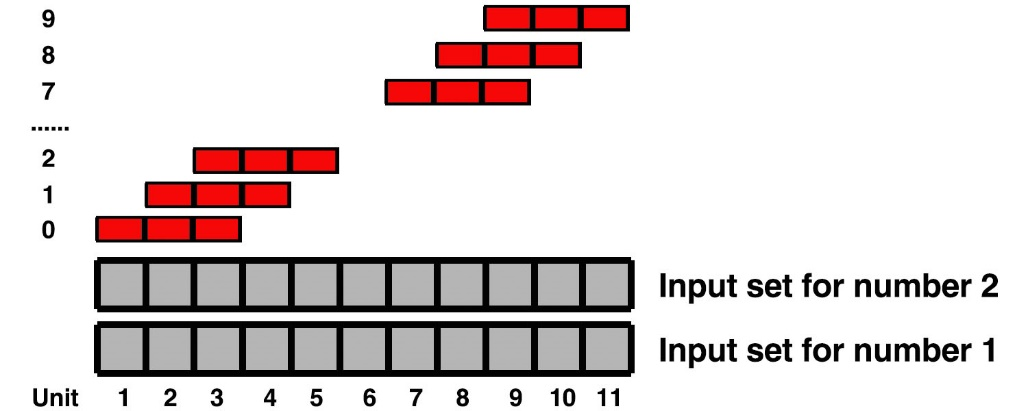 9
8
7
......
2
1
0
Input set for number 2
Input set for number 1
Unit 1 2 3 4 5 6 7 8 9 10 11